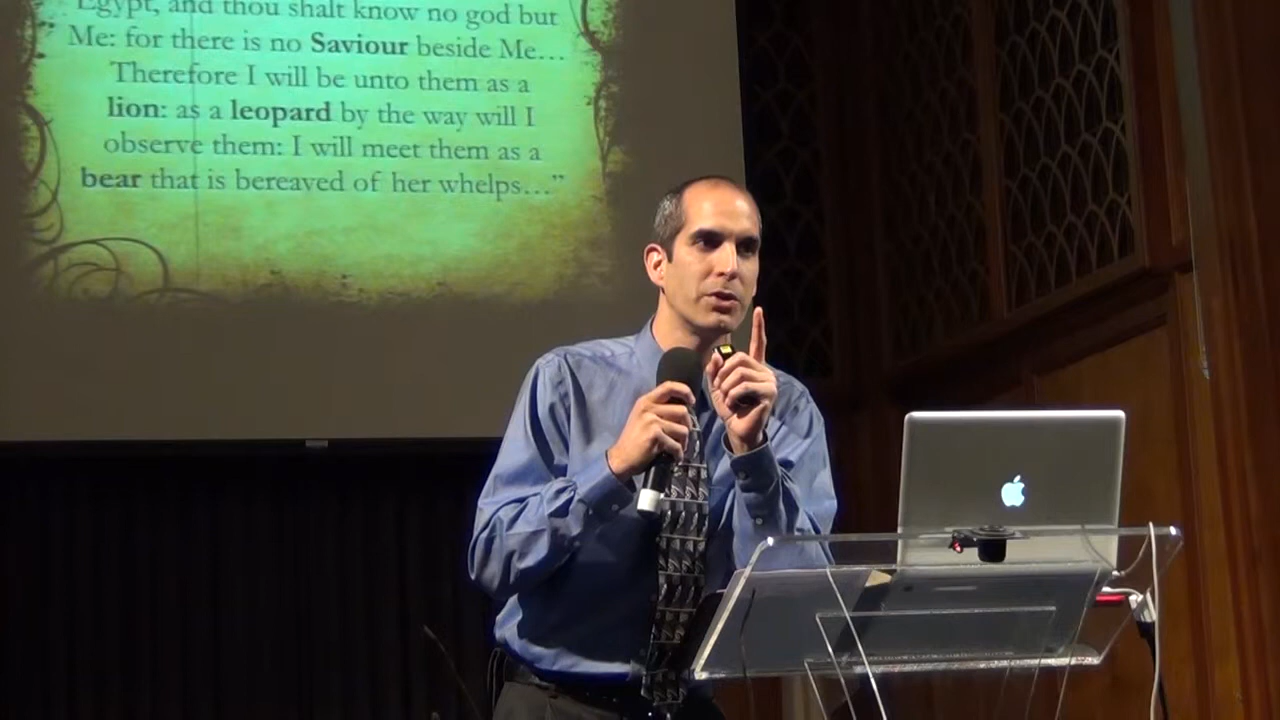 Egypt, and thou shalt know no god but
Me: for there is no Saviour beside Me…
Therefore I will be unto them as a
lion: as a leopard by the way will I
observe them: I will meet them as a
bear that is bereaved of her whelps…”